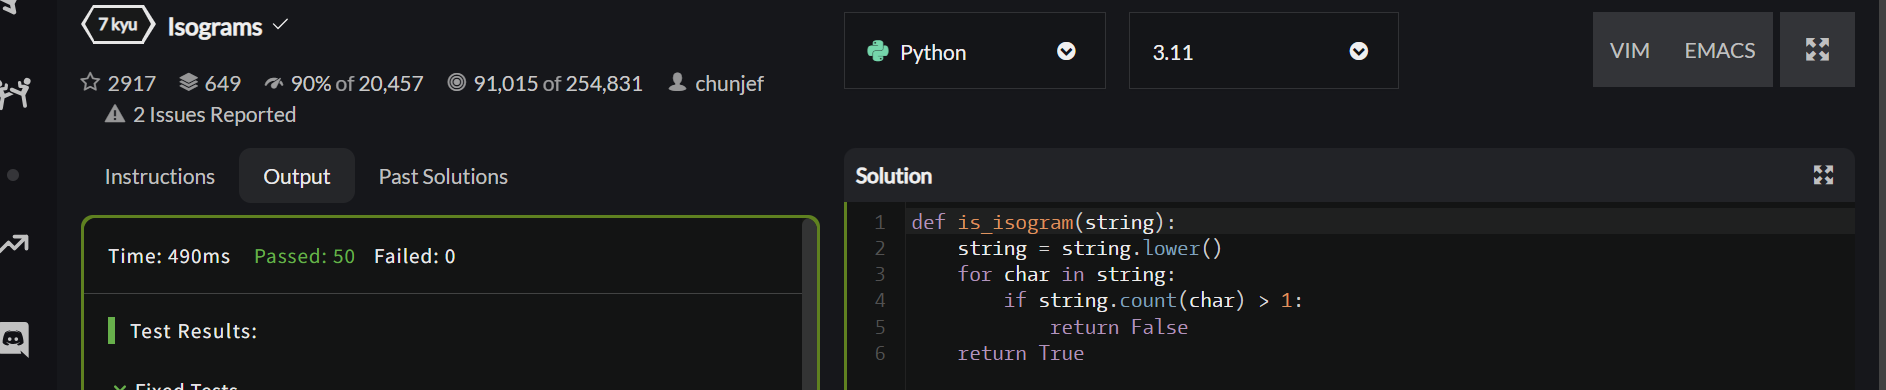 7 kyu Isograms
2917 649 90% of 20,457 91,015 of 254,831 chunjef
2 Issues Reported
Python 3.11 VIM EMACS
Instructions Output Past Solutions
Time: 490ms Passed: 50 Failed: 0
Test Results:
Fixed Tests
Solution
1 def is_isogram(string):
2 string = string.lower()
3 for char in string:
4 if string.count(char) > 1:
5 return False
6 return True